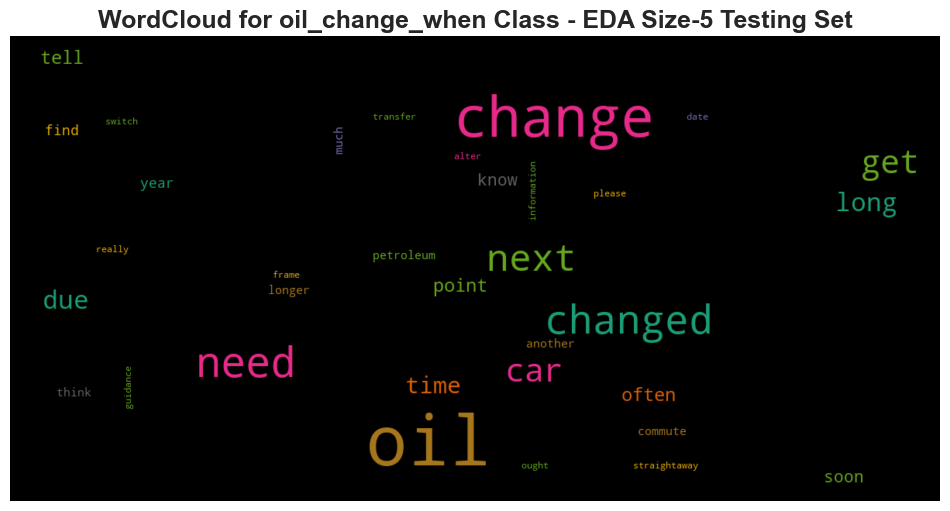 WordCloud for oil_change_when Class - EDA Size-5 Testing Set
tell
change
transfer
date
switch
find
much
alter
get
know
year
information
please
long
really
petroleum
next
frame
longer
point
due
changed
another
need
car
time
think
guidance
often
oil
commute
ought
straightaway
soon